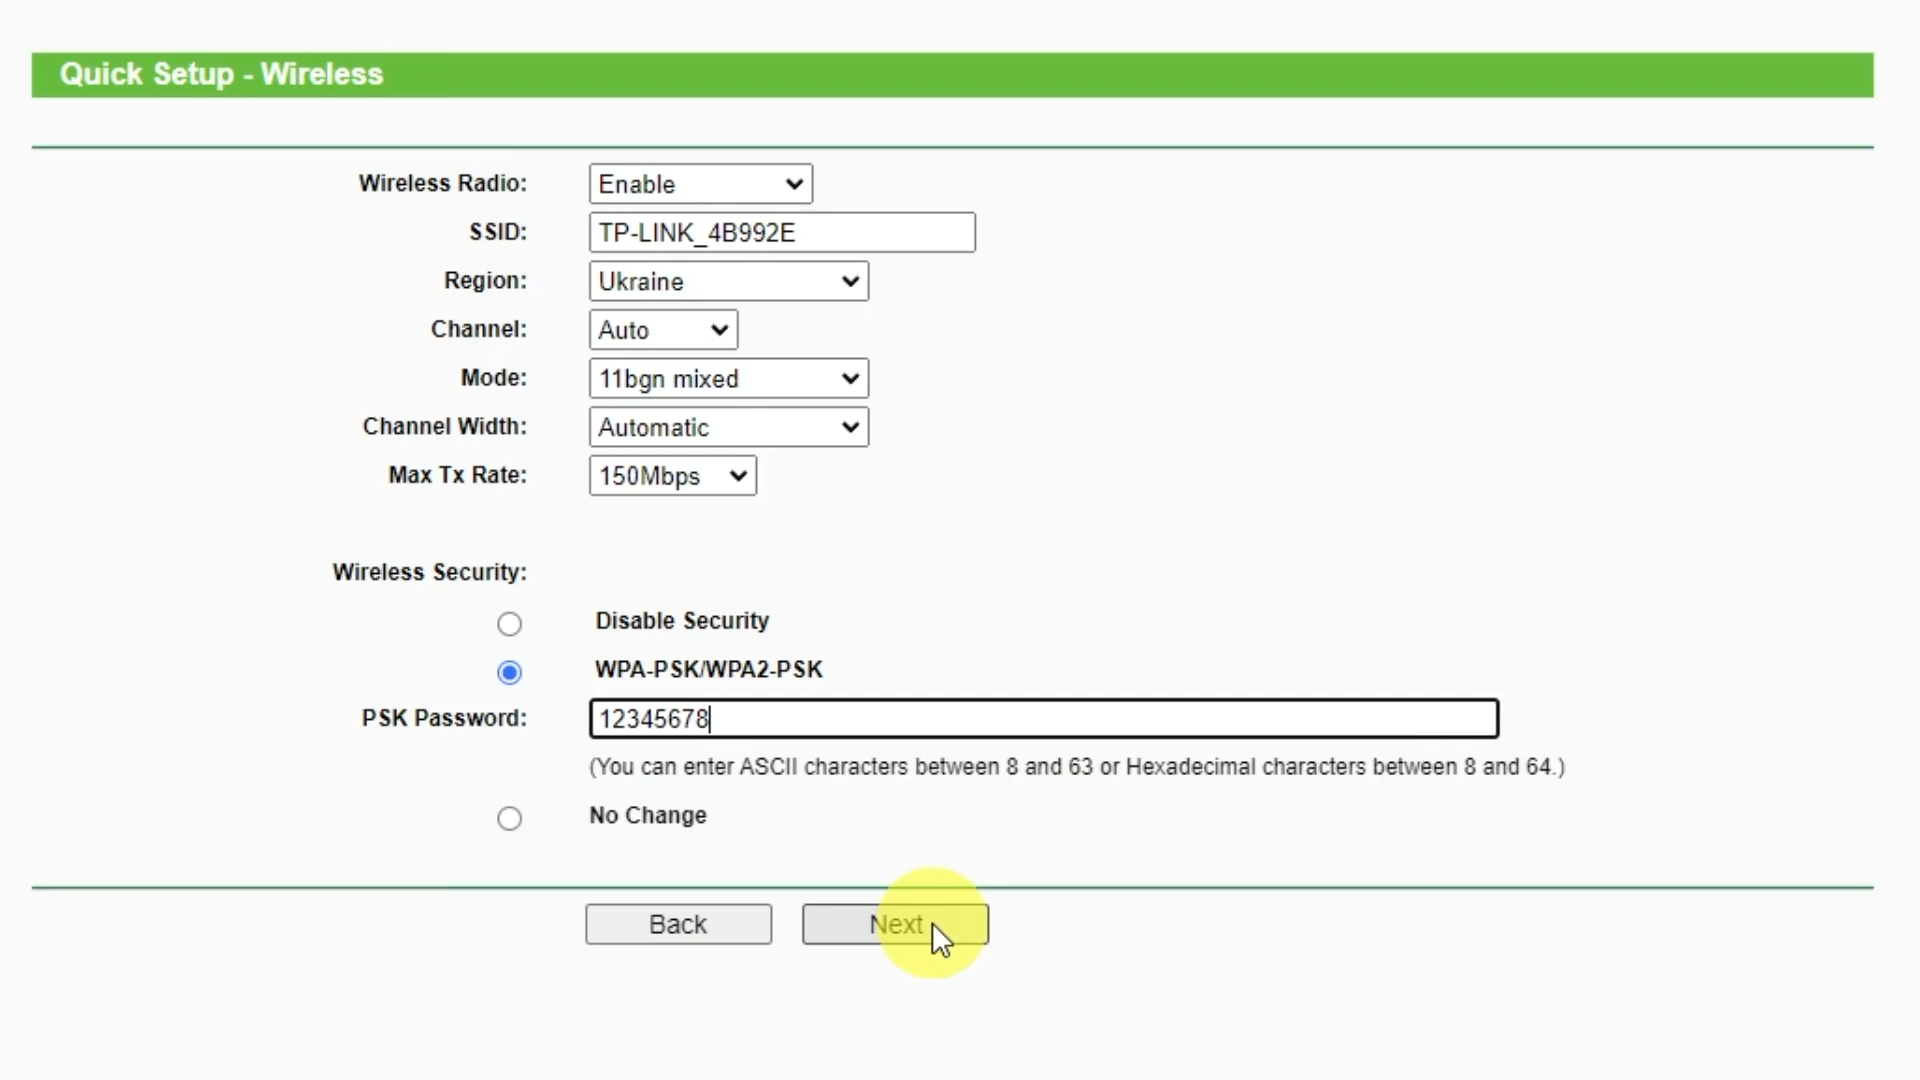 Quick Setup - Wireless
Wireless Radio: Enable
SSID: TP-LINK_4B992E
Region: Ukraine
Channel: Auto
Mode: 11bgn mixed
Channel Width: Automatic
Max Tx Rate: 150Mbps
Wireless Security:
Disable Security
WPA-PSK/WPA2-PSK
PSK Password: 12345678
(You can enter ASCII characters between 8 and 63 or Hexadecimal characters between 8 and 64.)
No Change
Back Next